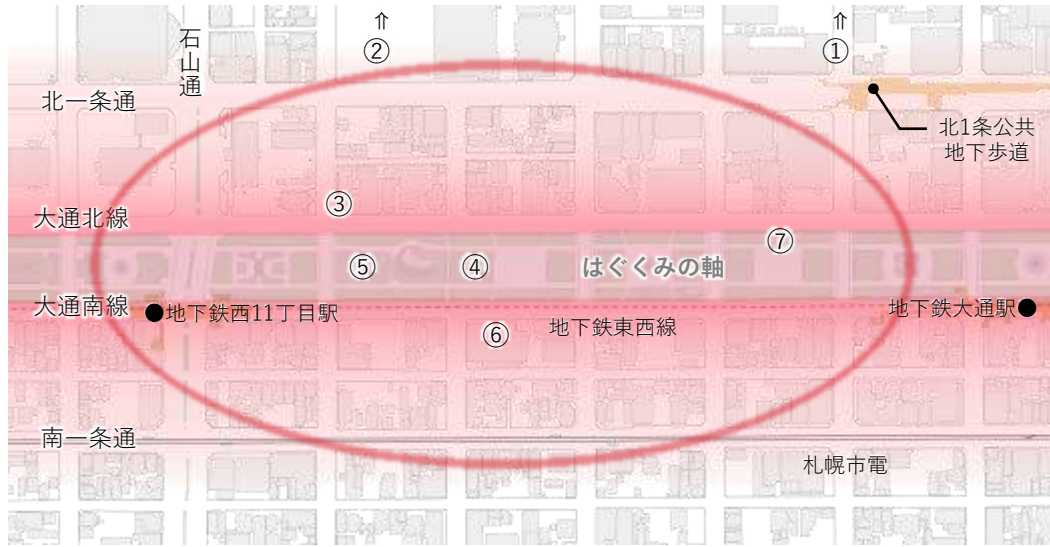 ⇑
⇑
②
①
石山通
北一条通
北1条公共
地下歩道
③
大通北線
⑦
⑤
④
はぐくみの軸
大通南線
地下鉄西11丁目駅
地下鉄大通駅
地下鉄東西線
⑥
南一条通
札幌市電